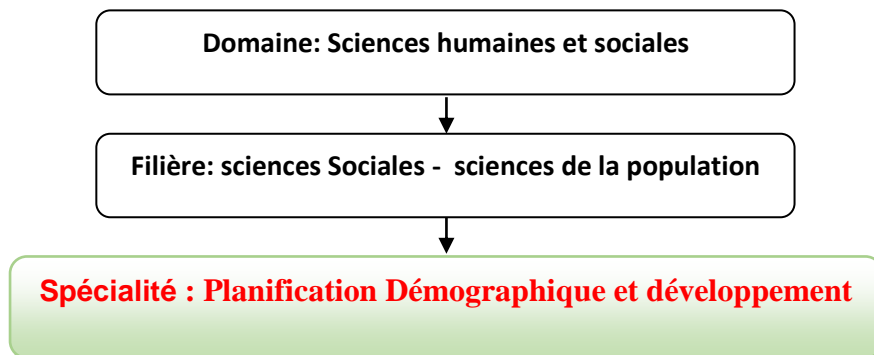 Domaine: Sciences humaines et sociales
Filière: sciences Sociales - sciences de la population
Spécialité : Planification Démographique et développement